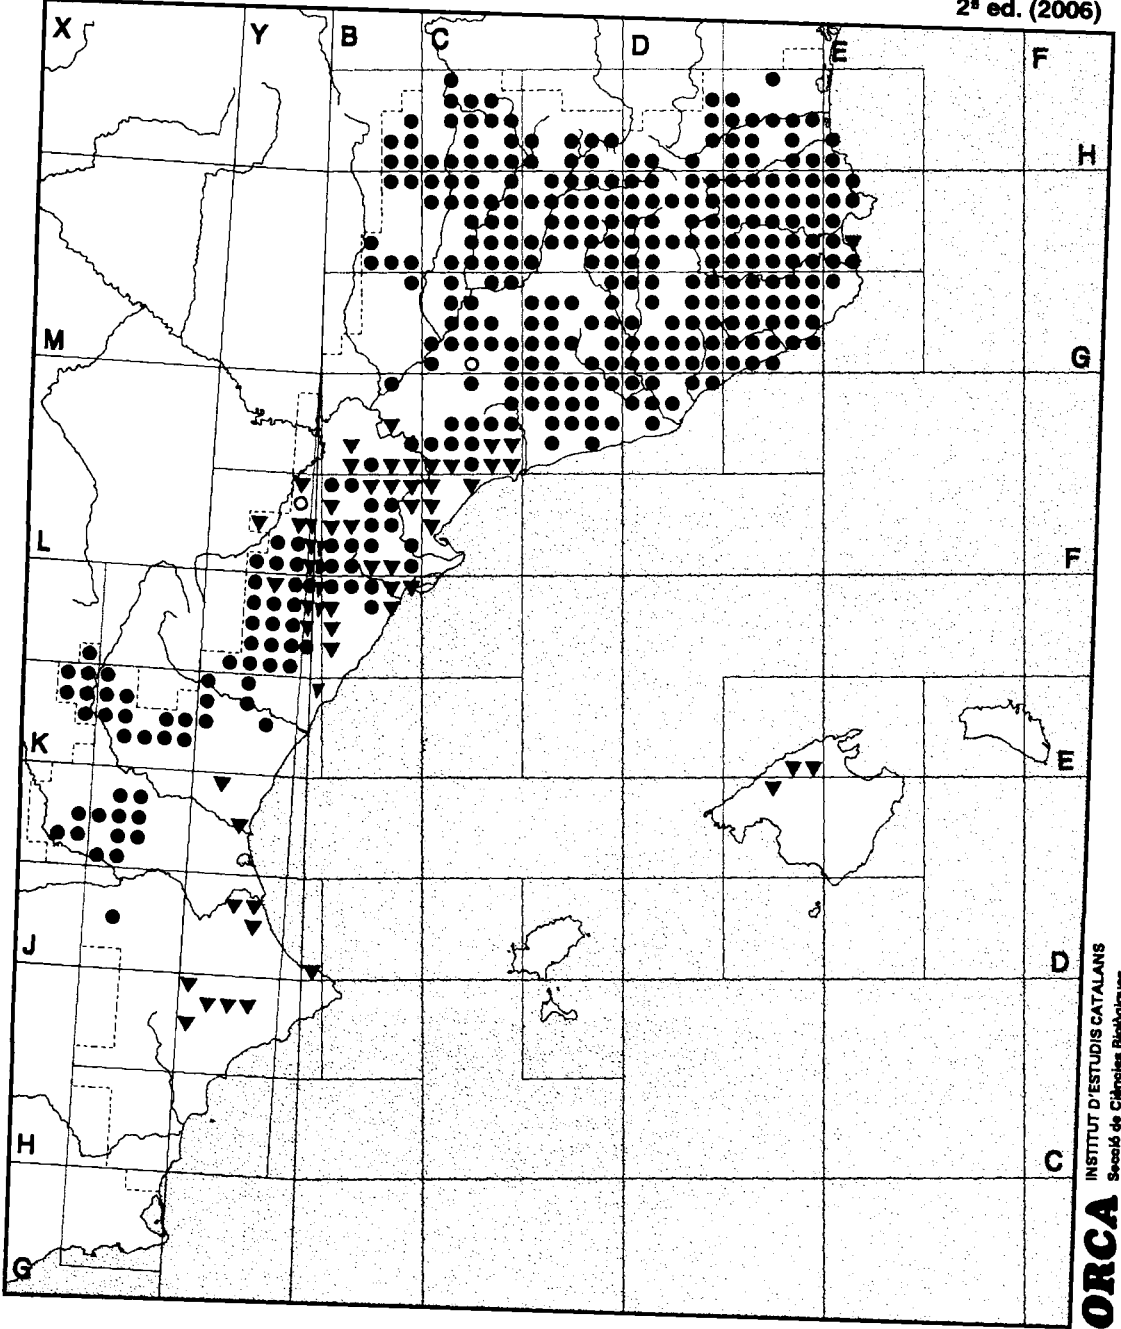 2ª ed. (2006)
X
Y
B
C
D
E
F
H
M
G
L
F
K
E
J
D
H
C
G
ORCA
INSTITUT D'ESTUDIS CATALANS
Secció de Ciències Biològiques